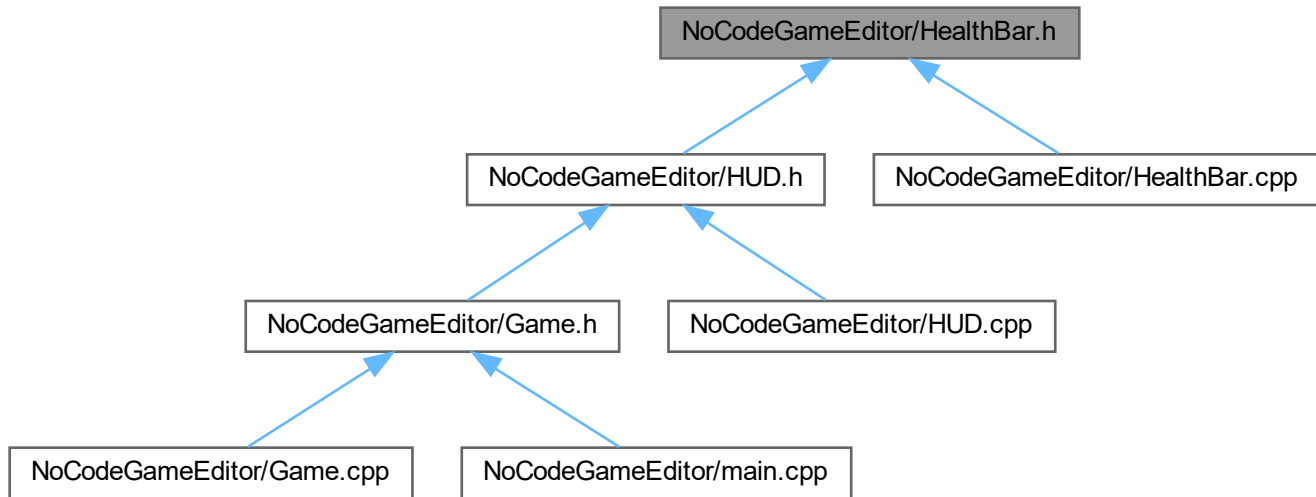 NoCodeGameEditor/HealthBar.h
NoCodeGameEditor/HUD.h
NoCodeGameEditor/HealthBar.cpp
NoCodeGameEditor/Game.h
NoCodeGameEditor/HUD.cpp
NoCodeGameEditor/Game.cpp
NoCodeGameEditor/main.cpp